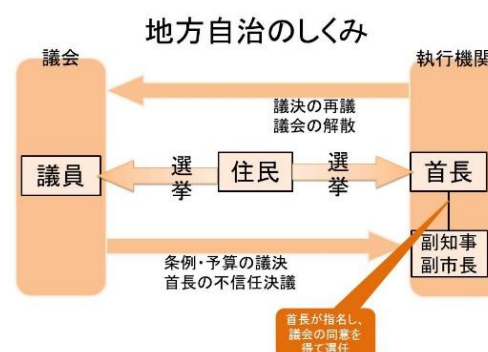 地方自治のしくみ
議会
執行機関
議決の再議
議会の解散
議員
選挙
住民
選挙
首長
条例・予算の議決
首長の不信任決議
副知事
副市長
首長が指名し、
議会の同意を
得て選任